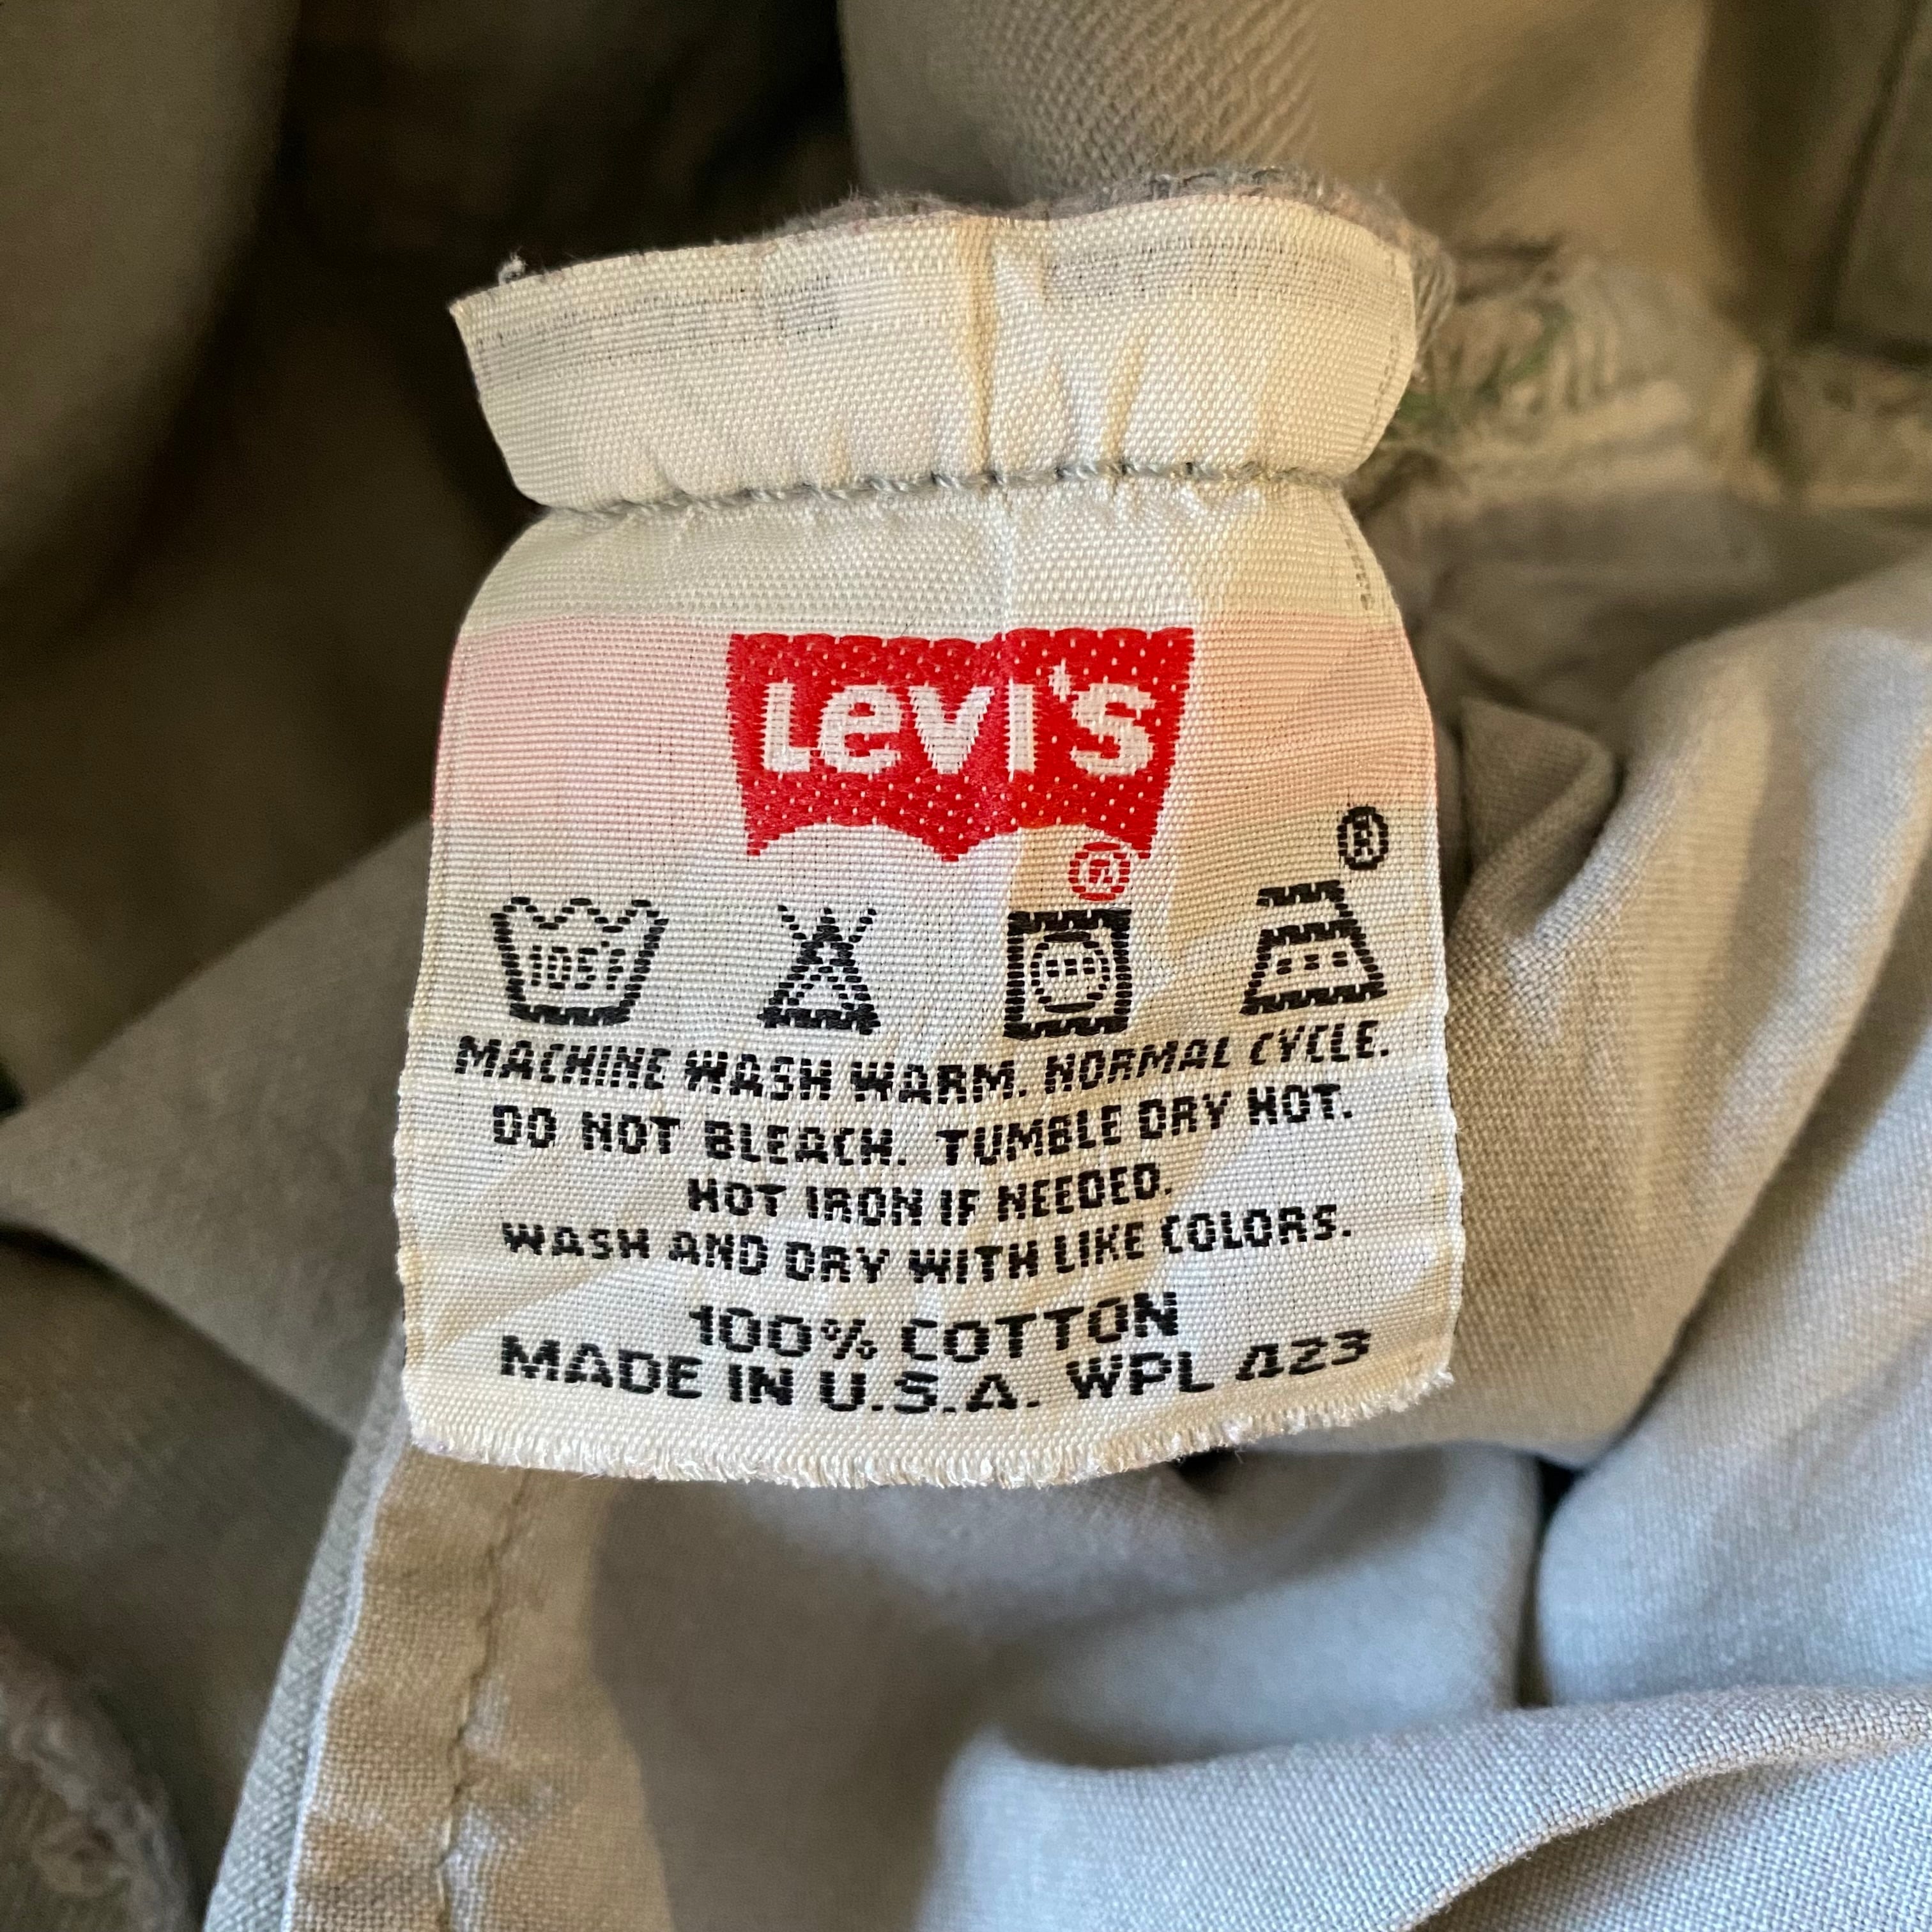 LEVI'S
®
®
105F
MACHINE WASH WARM. NORMAL CYCLE.
DO NOT BLEACH. TUMBLE DRY HOT.
HOT IRON IF NEEDED.
WASH AND DRY WITH LIKE COLORS.
100% COTTON
MADE IN U.S.A. WPL 423